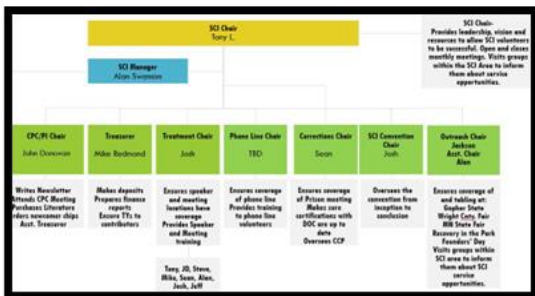 SCI Chair
Tony L.
SCI Chair-
Provides leadership, vision and
resources to allow SCI volunteers
to be successful. Open and closes
monthly meetings. Visits groups
within the SCI Area to inform
them about service
opportunities.
SCI Manager
Alan Swanson
CPC/PI Chair
John Donovan
Treasurer
Mike Redmond
Treatment Chair
Josh
Phone Line Chair
TBD
Corrections Chair
Sean
SCI Convention
Chair
Josh
Outreach Chair
Jackson
Asst. Chair
Alan
Writes Newsletter
Attends CPC Meeting
Purchases Literature
rders newcomer chips
Asst. Treasurer
Makes deposits
Prepares finance
reports
Ensure TYs to
contributors
Ensures speaker
and meeting
locations have
coverage
Provides Speaker
and Meeting
training
Tony, JD, Steve,
Mike, Sean, Alan,
Josh, Jeff
Ensures coverage
of phone line
Provides training
to phone line
volunteers
Ensures coverage
of Prison meeting
Makes sure
certifications with
DOC are up to
date
Oversees CCP
Oversees the
convention from
inception to
conclusion
Ensures coverage of
and tabling at:
Gopher State
Wright Cnty. Fair
MN State Fair
Recovery in the Park
Founders' Day
Visits groups within
SCI area to inform
them about SCI
service
opportunities.